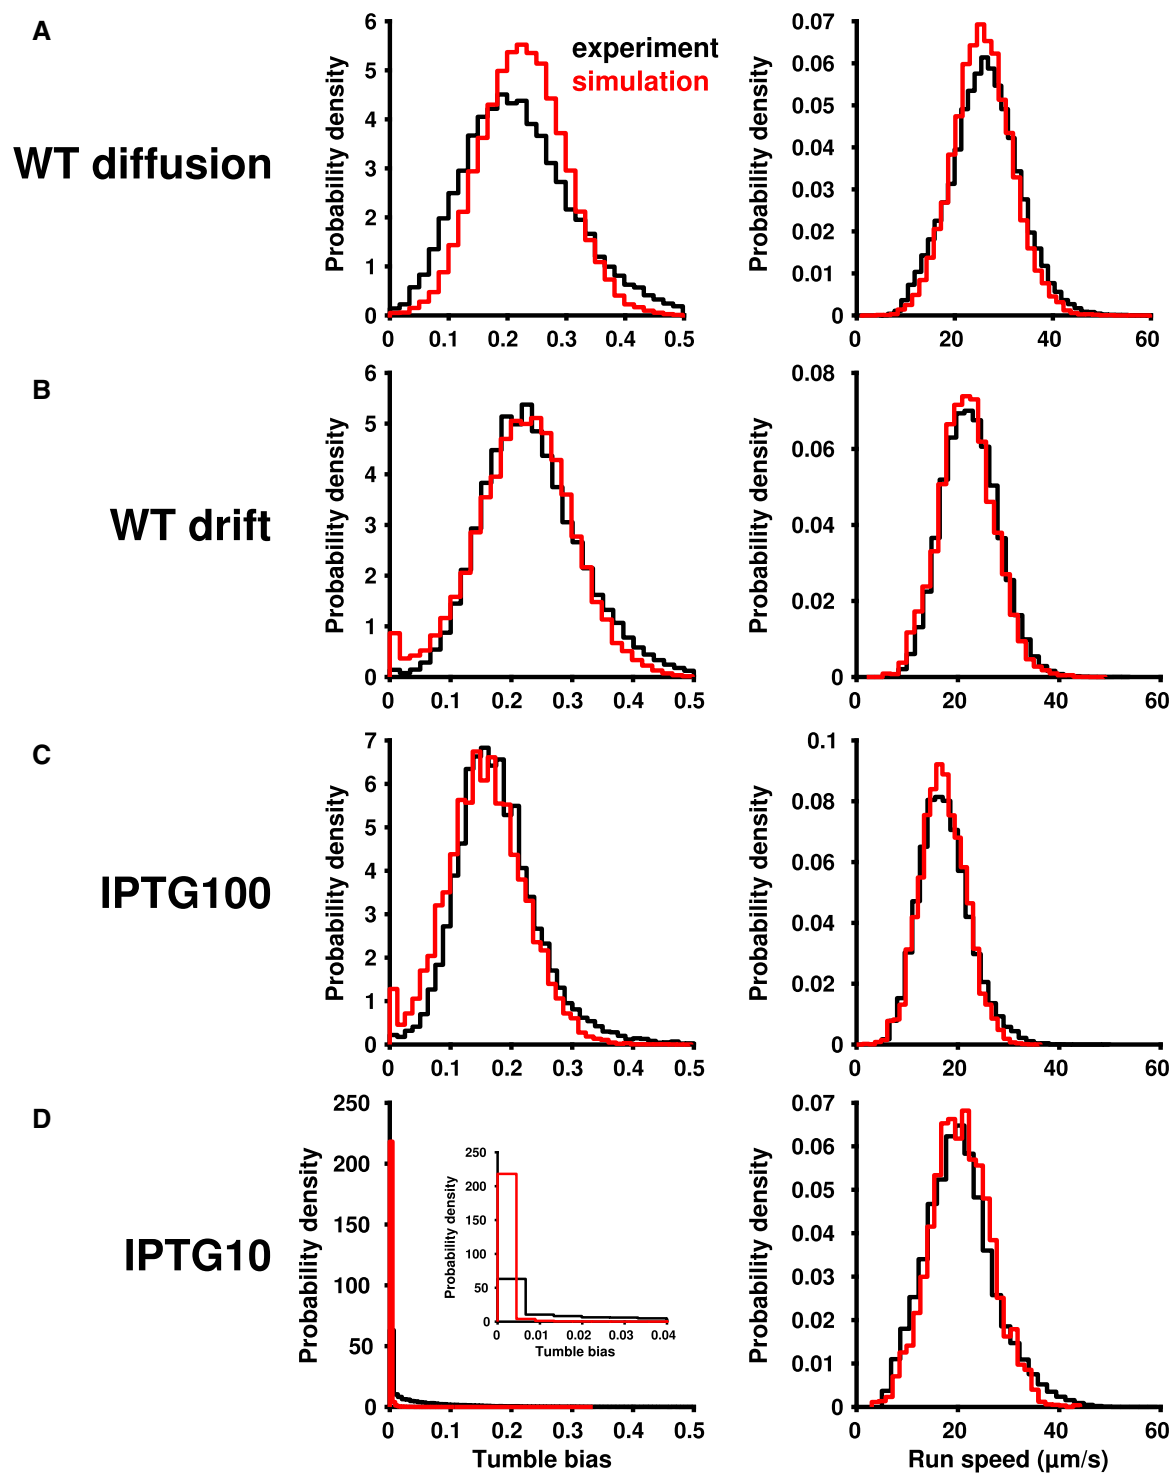 A
WT diffusion
Probability density
6
5
4
3
2
1
0
0 0.1 0.2 0.3 0.4 0.5
experiment
simulation
Probability density
0.07
0.06
0.05
0.04
0.03
0.02
0.01
0
0 20 40 60
B
WT drift
Probability density
6
5
4
3
2
1
0
0 0.1 0.2 0.3 0.4 0.5
Probability density
0.08
0.06
0.04
0.02
0
0 20 40 60
C
IPTG100
Probability density
7
6
5
4
3
2
1
0
0 0.1 0.2 0.3 0.4 0.5
Probability density
0.1
0.08
0.06
0.04
0.02
0
0 20 40 60
D
IPTG10
Probability density
250
200
150
100
50
0
0 0.1 0.2 0.3 0.4 0.5
Tumble bias
Probability density
250
200
150
100
50
0
0 0.01 0.02 0.03 0.04
Tumble bias
Probability density
0.07
0.06
0.05
0.04
0.03
0.02
0.01
0
0 20 40 60
Run speed (μm/s)